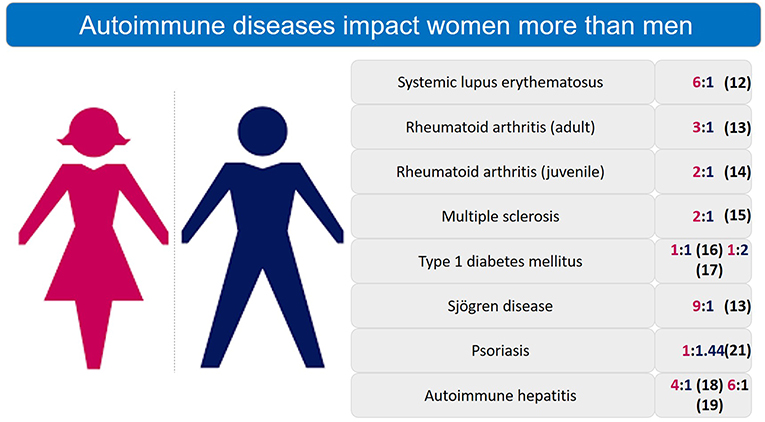 Autoimmune diseases impact women more than men
Systemic lupus erythematosus 6:1 (12)
Rheumatoid arthritis (adult) 3:1 (13)
Rheumatoid arthritis (juvenile) 2:1 (14)
Multiple sclerosis 2:1 (15)
Type 1 diabetes mellitus 1:1 (16) 1:2
(17)
Sjögren disease 9:1 (13)
Psoriasis 1:1.44(21)
Autoimmune hepatitis 4:1 (18) 6:1
(19)